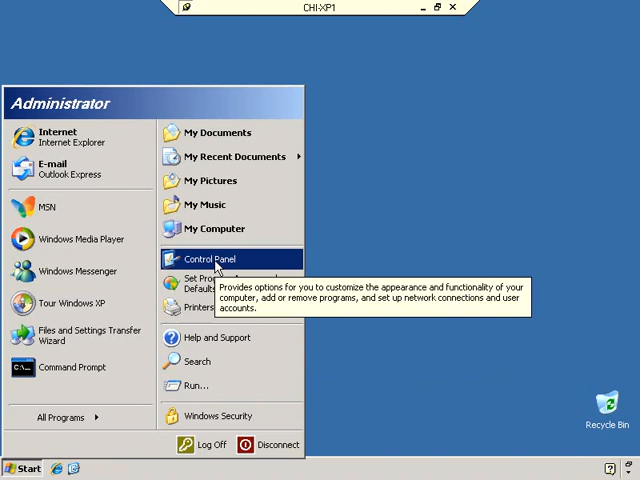 CHI-XP1
Administrator
Internet
Internet Explorer
E-mail
Outlook Express
MSN
Windows Media Player
Windows Messenger
Tour Windows XP
Files and Settings Transfer
Wizard
Command Prompt
All Programs
My Documents
My Recent Documents
My Pictures
My Music
My Computer
Control Panel
Set
Defaults
Printers
Provides options for you to customize the appearance and functionality of your
computer, add or remove programs, and set up network connections and user
accounts.
Help and Support
Search
Run...
Windows Security
Log Off
Disconnect
Recycle Bin
Start